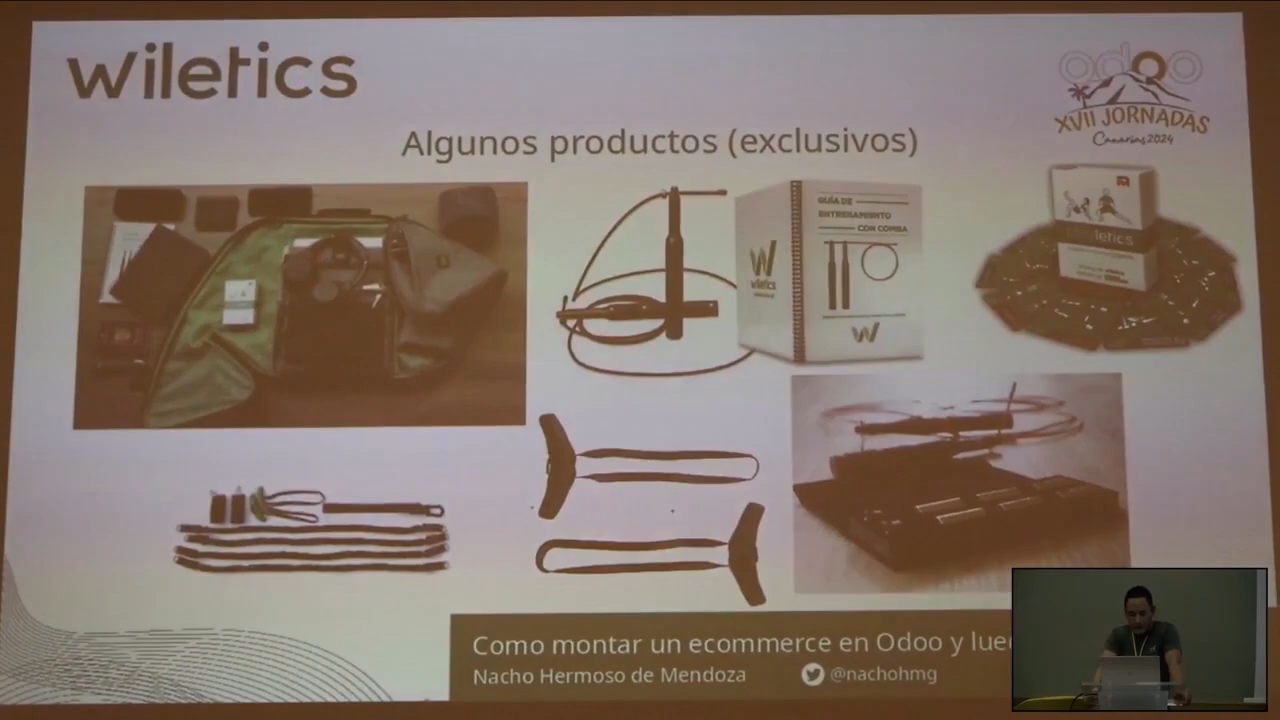 wiletics
odoo
XVII JORNADAS
Canarias 2024
Algunos productos (exclusivos)
GUÍA DE
ENTRENAMIENTO
CON COMBA
W
wiletics
W
letics
Como montar un ecommerce en Odoo y lue
Nacho Hermoso de Mendoza
@nachohmg